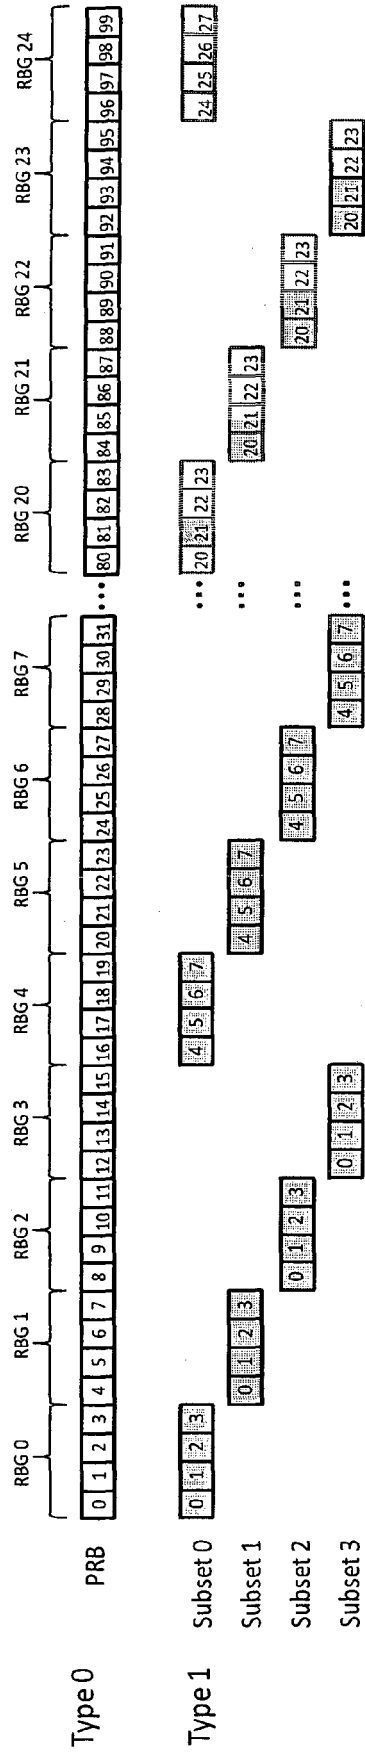 RBG 0 RBG 1 RBG 2 RBG 3 RBG 4 RBG 5 RBG 6 RBG 7 RBG 20 RBG 21 RBG 22 RBG 23 RBG 24
Type 0 PRB 0 1 2 3 4 5 6 7 8 9 10 11 12 13 14 15 16 17 18 19 20 21 22 23 24 25 26 27 28 29 30 31 ••• 80 81 82 83 84 85 86 87 88 89 90 91 92 93 94 95 96 97 98 99
Type 1
Subset 0 0 1 2 3 4 5 6 7 ••• 20 21 22 23 24 25 26 27
Subset 1 0 1 2 3 4 5 6 7 ••• 20 21 22 23
Subset 2 0 1 2 3 4 5 6 7 ••• 20 21 22 23
Subset 3 0 1 2 3 4 5 6 7 ••• 20 21 22 23